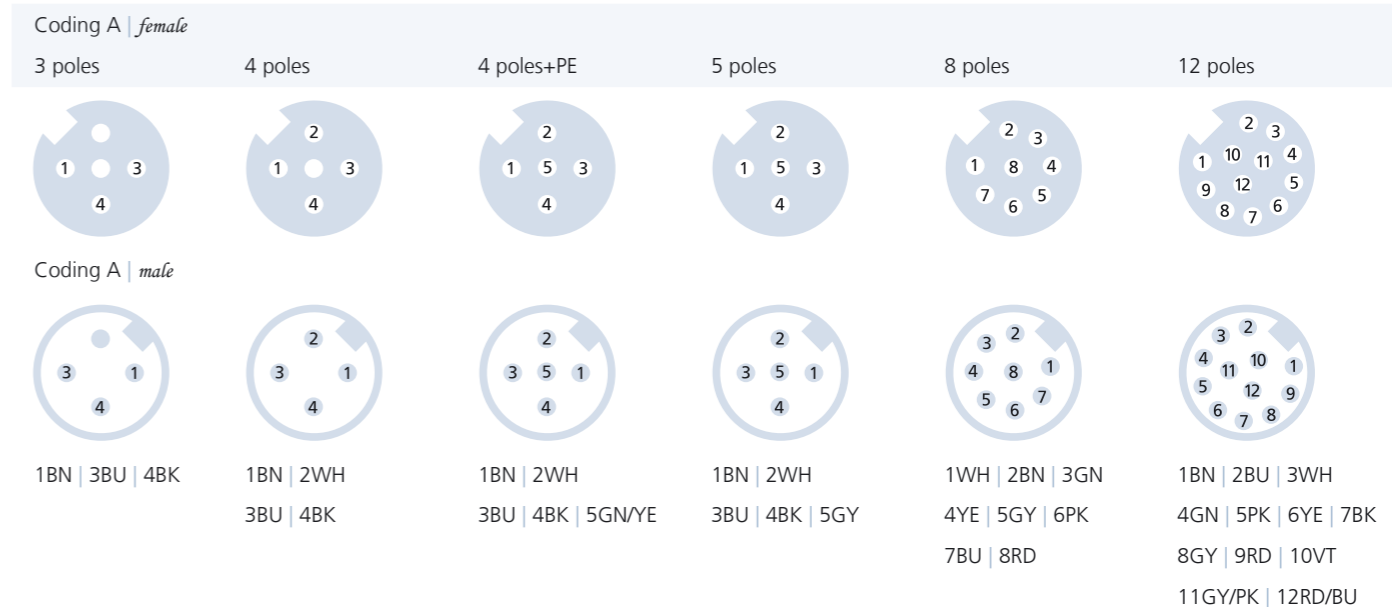 Coding A | female
3 poles 4 poles 4 poles+PE 5 poles 8 poles 12 poles
2 2 2 2 3 2 3
1 3 1 3 1 5 3 1 5 3 1 8 4 1 10 11 4
4 4 4 4 7 6 5 9 12 5 8 7 6
Coding A | male
2 2 2 3 2 3 2
3 1 3 1 3 5 1 3 5 1 4 8 1 4 11 10 1
4 4 4 4 5 6 7 5 12 9 6 7 8
1BN | 3BU | 4BK 1BN | 2WH 1BN | 2WH 1BN | 2WH 1WH | 2BN | 3GN 1BN | 2BU | 3WH
3BU | 4BK 3BU | 4BK | 5GN/YE 3BU | 4BK | 5GY 4YE | 5GY | 6PK 4GN | 5PK | 6YE | 7BK
7BU | 8RD 8GY | 9RD | 10VT
11GY/PK | 12RD/BU